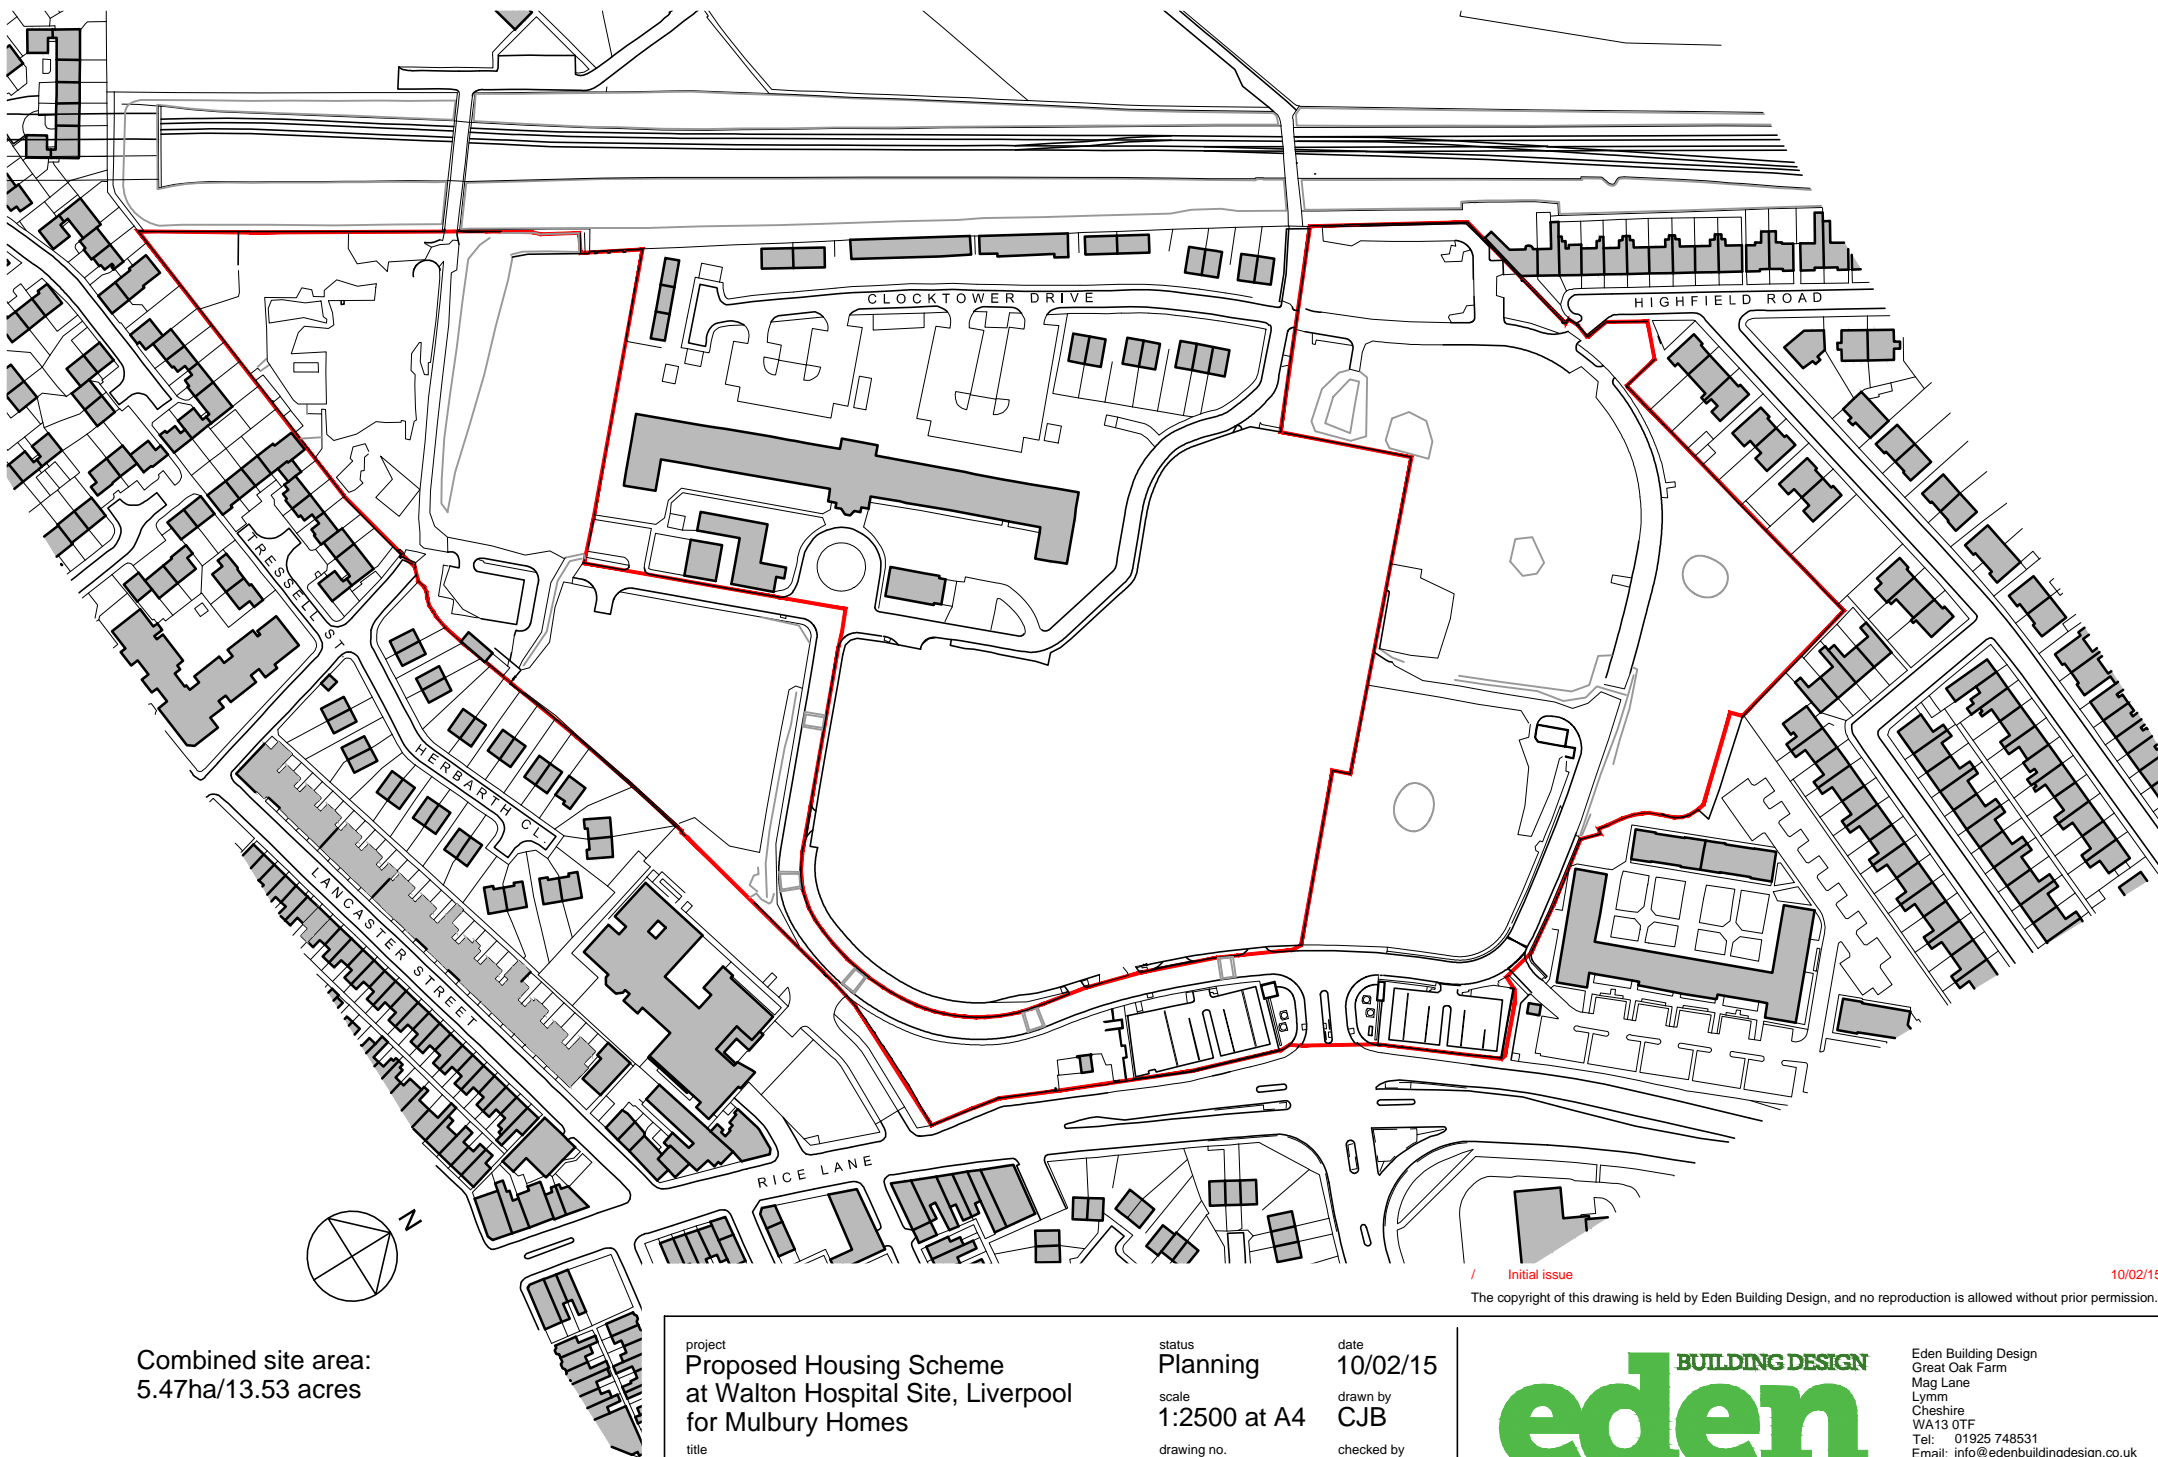 CLOCKTOWER DRIVE
HIGHFIELD ROAD
TRESSELL ST
HERBARTH CL.
LANCASTER STREET
RICE LANE
N
/ Initial issue 10/02/15
The copyright of this drawing is held by Eden Building Design, and no reproduction is allowed without prior permission.
Combined site area:
5.47ha/13.53 acres
project
Proposed Housing Scheme
at Walton Hospital Site, Liverpool
for Mulbury Homes
title
status
Planning
scale
1:2500 at A4
drawing no.
date
10/02/15
drawn by
CJB
checked by
BUILDING DESIGN
eden
Eden Building Design
Great Oak Farm
Mag Lane
Lymm
Cheshire
WA13 0TF
Tel: 01925 748531
Email: info@edenbuildingdesign.co.uk